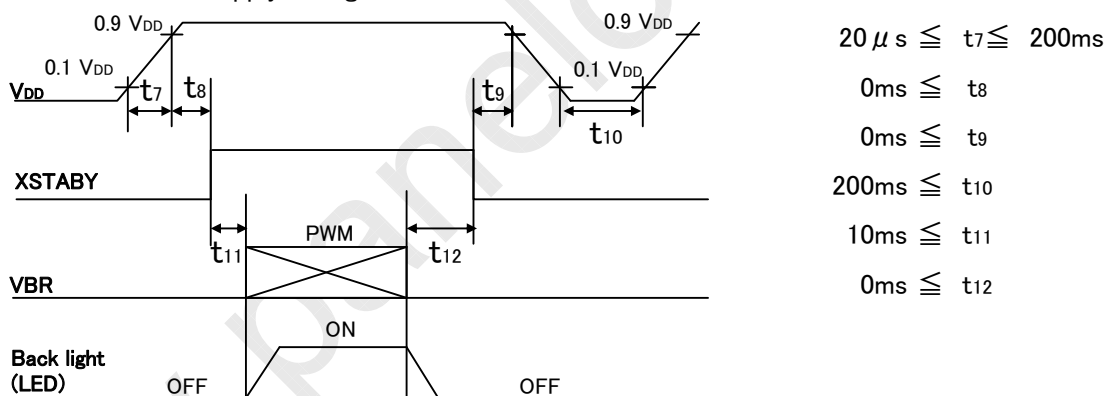 0.9 VDD
0.9 VDD
20 μ s ≦ t7 ≦ 200ms
0.1 VDD
0.1 VDD
VDD
t7
t8
t9
t10
0ms ≦ t8
0ms ≦ t9
XSTABY
200ms ≦ t10
t11
PWM
t12
10ms ≦ t11
VBR
0ms ≦ t12
ON
Back light
(LED)
OFF
OFF